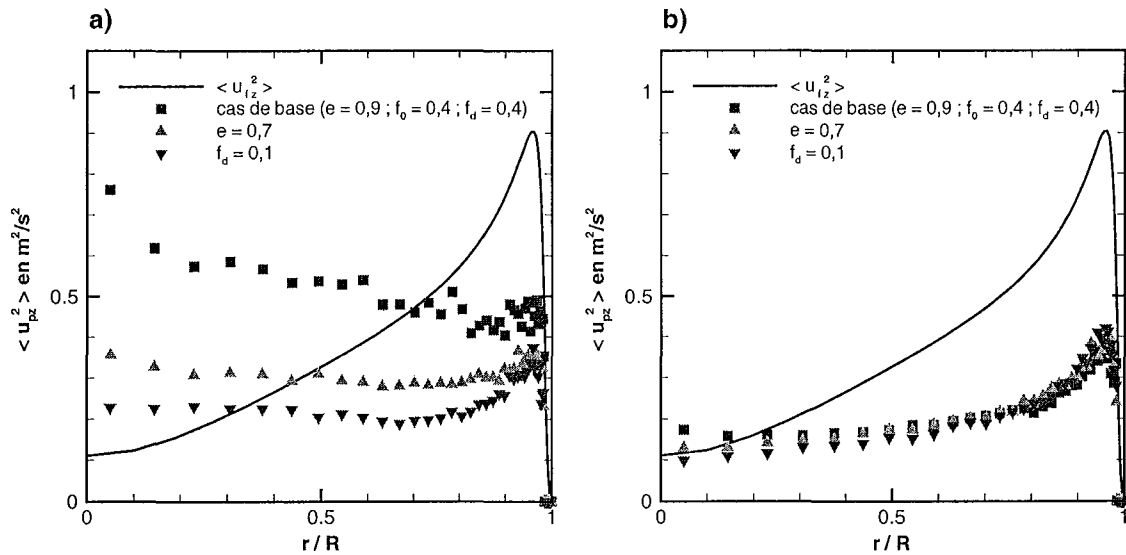 a)
< u_fz^2 >
cas de base (e = 0,9 ; f_0 = 0,4 ; f_d = 0,4)
e = 0,7
f_d = 0,1
1
0.5
0
< u_pz^2 > en m^2/s^2
0
0.5
1
r / R
b)
< u_fz^2 >
cas de base (e = 0,9 ; f_0 = 0,4 ; f_d = 0,4)
e = 0,7
f_d = 0,1
1
0.5
0
< u_pz^2 > en m^2/s^2
0
0.5
1
r / R